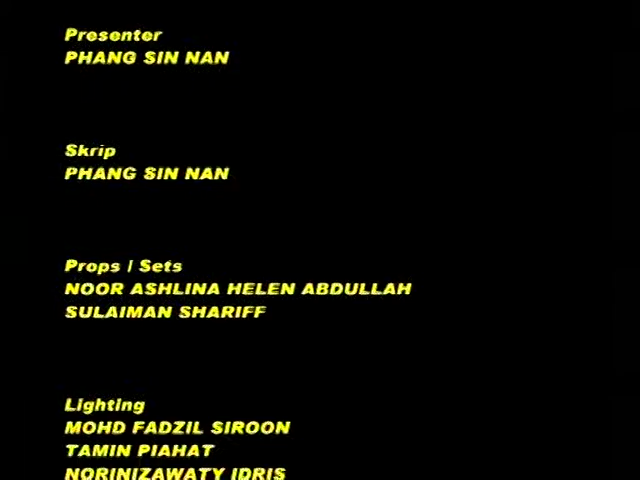 Presenter
PHANG SIN NAN
Skrip
PHANG SIN NAN
Props / Sets
NOOR ASHLINA HELEN ABDULLAH
SULAIMAN SHARIFF
Lighting
MOHD FADZIL SIROON
TAMIN PIAHAT
NORINIZAWATY IDRIS